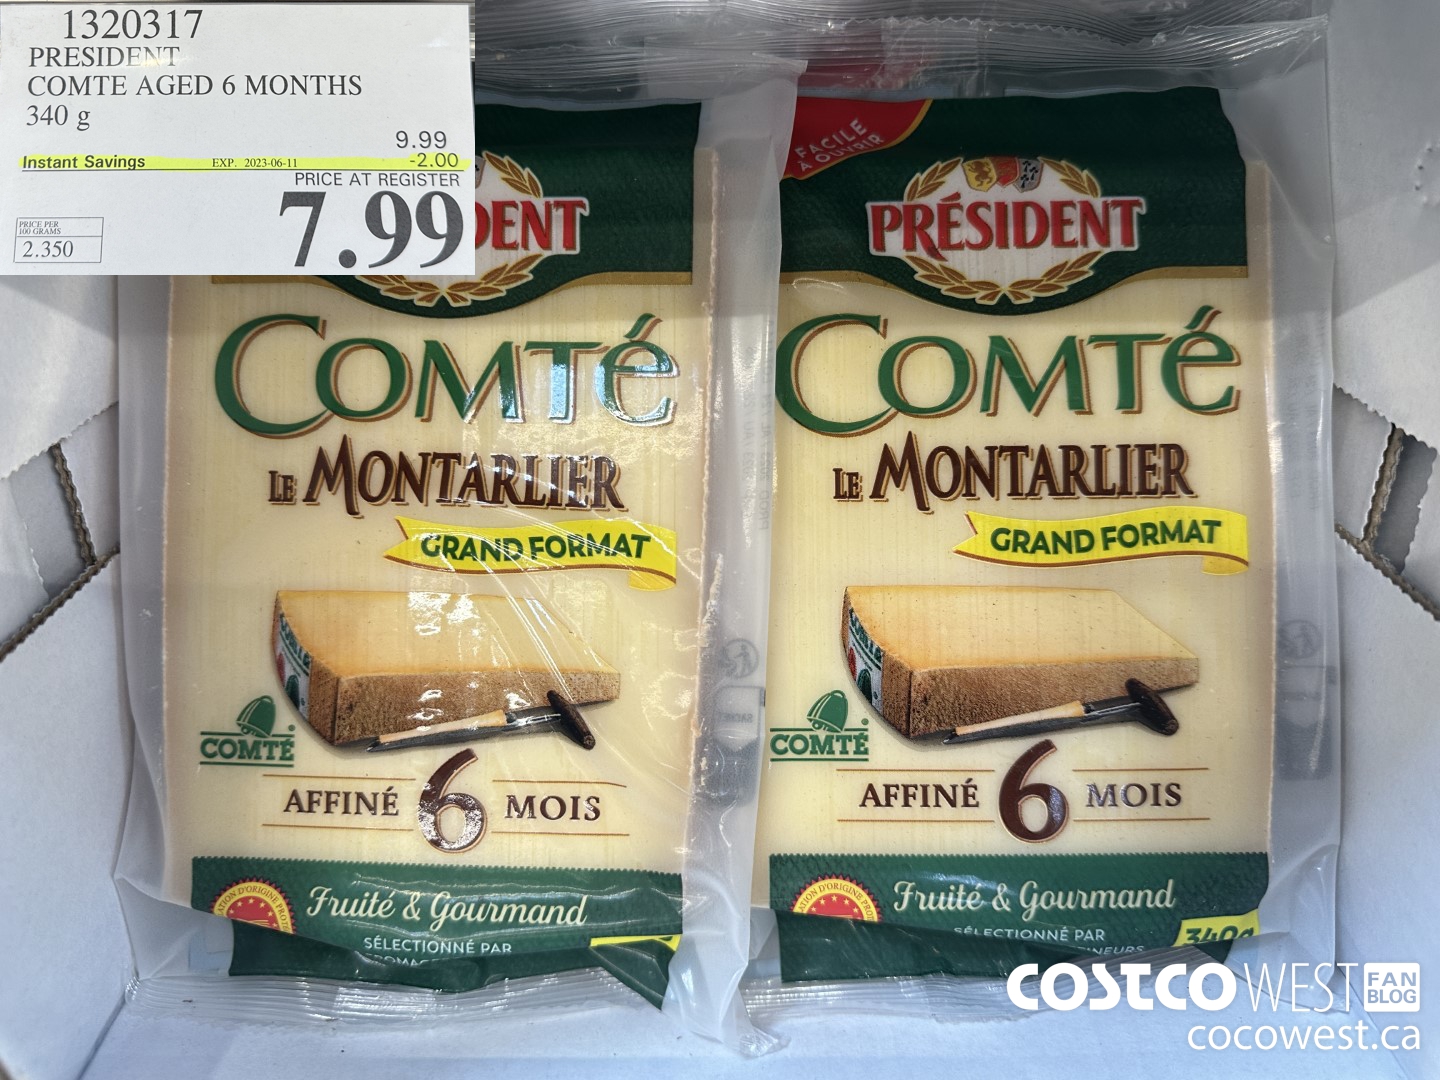 1320317
PRESIDENT
COMTE AGED 6 MONTHS
340 g
9.99
Instant Savings EXP. 2023-06-11 -2.00
PRICE AT REGISTER
7.99
PRICE PER
100 GRAMS
2.350
DENT
COMTé
LE MONTARLIER
GRAND FORMAT
COMTÉ
AFFINÉ 6 MOIS
Fruité & Gourmand
SÉLECTIONNÉ PAR
FACILE
À OUVRIR
PRÉSIDENT
COMTé
LE MONTARLIER
GRAND FORMAT
COMTÉ
AFFINÉ 6 MOIS
Fruité & Gourmand
SÉLECTIONNÉ PAR
340g
COSTCO WEST FAN BLOG
cocowest.ca